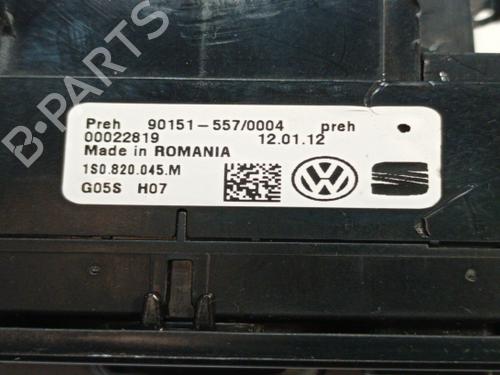 B-PARTS
Preh 90151-557/0004 preh
00022819 12.01.12
Made in ROMANIA
1S0.820.045.M
G05S H07